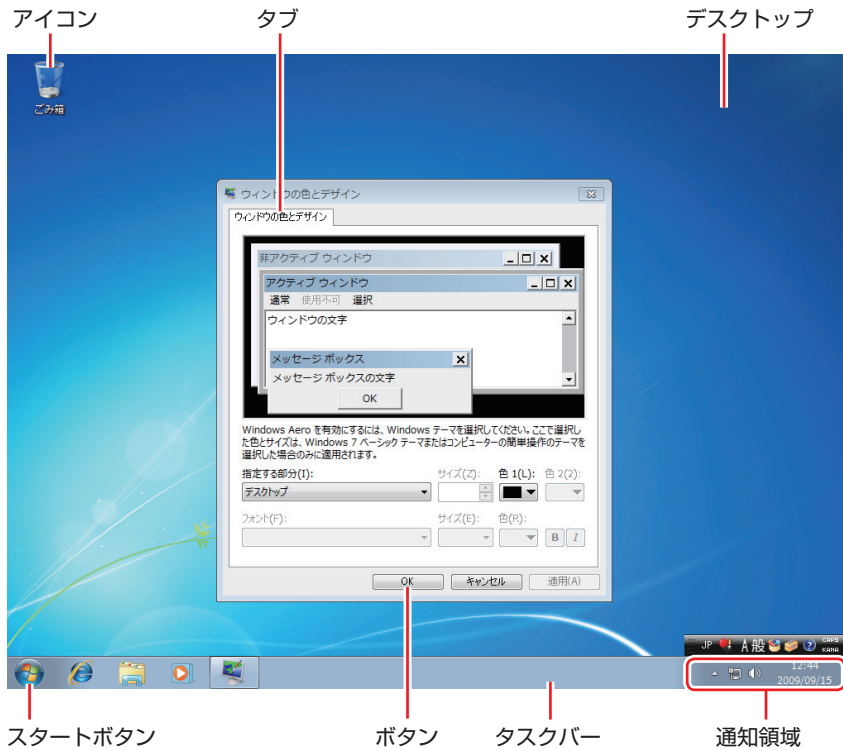 アイコン
タブ
デスクトップ
ごみ箱
ウィンドウの色とデザイン
ウィンドウの色とデザイン
非アクティブ ウィンドウ
アクティブ ウィンドウ
通常 使用不可 選択
ウィンドウの文字
メッセージ ボックス
メッセージ ボックスの文字
OK
Windows Aero を有効にするには、Windows テーマを選択してください。ここで選択し
た色とサイズは、Windows 7 ベーシック テーマまたはコンピューターの簡単操作のテーマを
選択した場合のみに適用されます。
指定する部分(I): サイズ(Z): 色 1(L): 色 2(2):
デスクトップ
フォント(F): サイズ(E): 色(R):
B I
OK キャンセル 適用(A)
JP A 般 ? CAPS
KANA
12:44
2009/09/15
スタートボタン
ボタン
タスクバー
通知領域